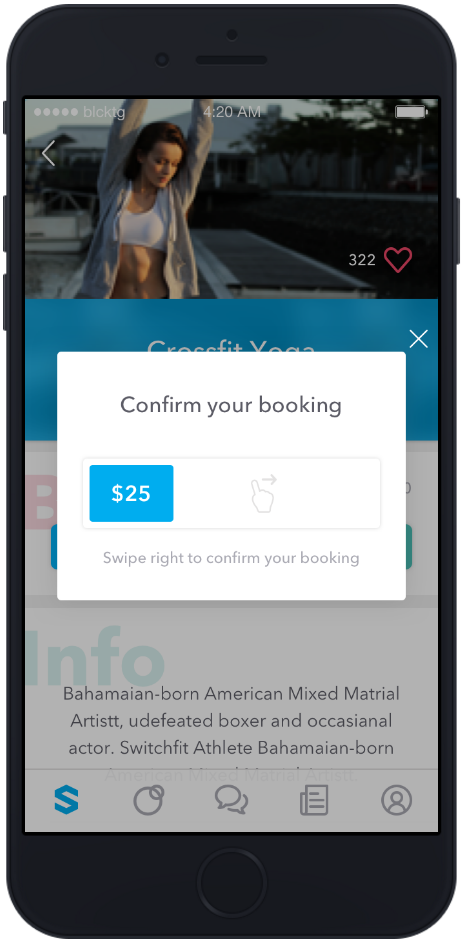 blcktg 4:20 AM
322
Crossfit Yoga
Confirm your booking
$25
Swipe right to confirm your booking
Info
Bahamaian-born American Mixed Matrial
Artistt, udefeated boxer and occasianal
actor. Switchfit Athlete Bahamaian-born
American Mixed Matrial Artistt.